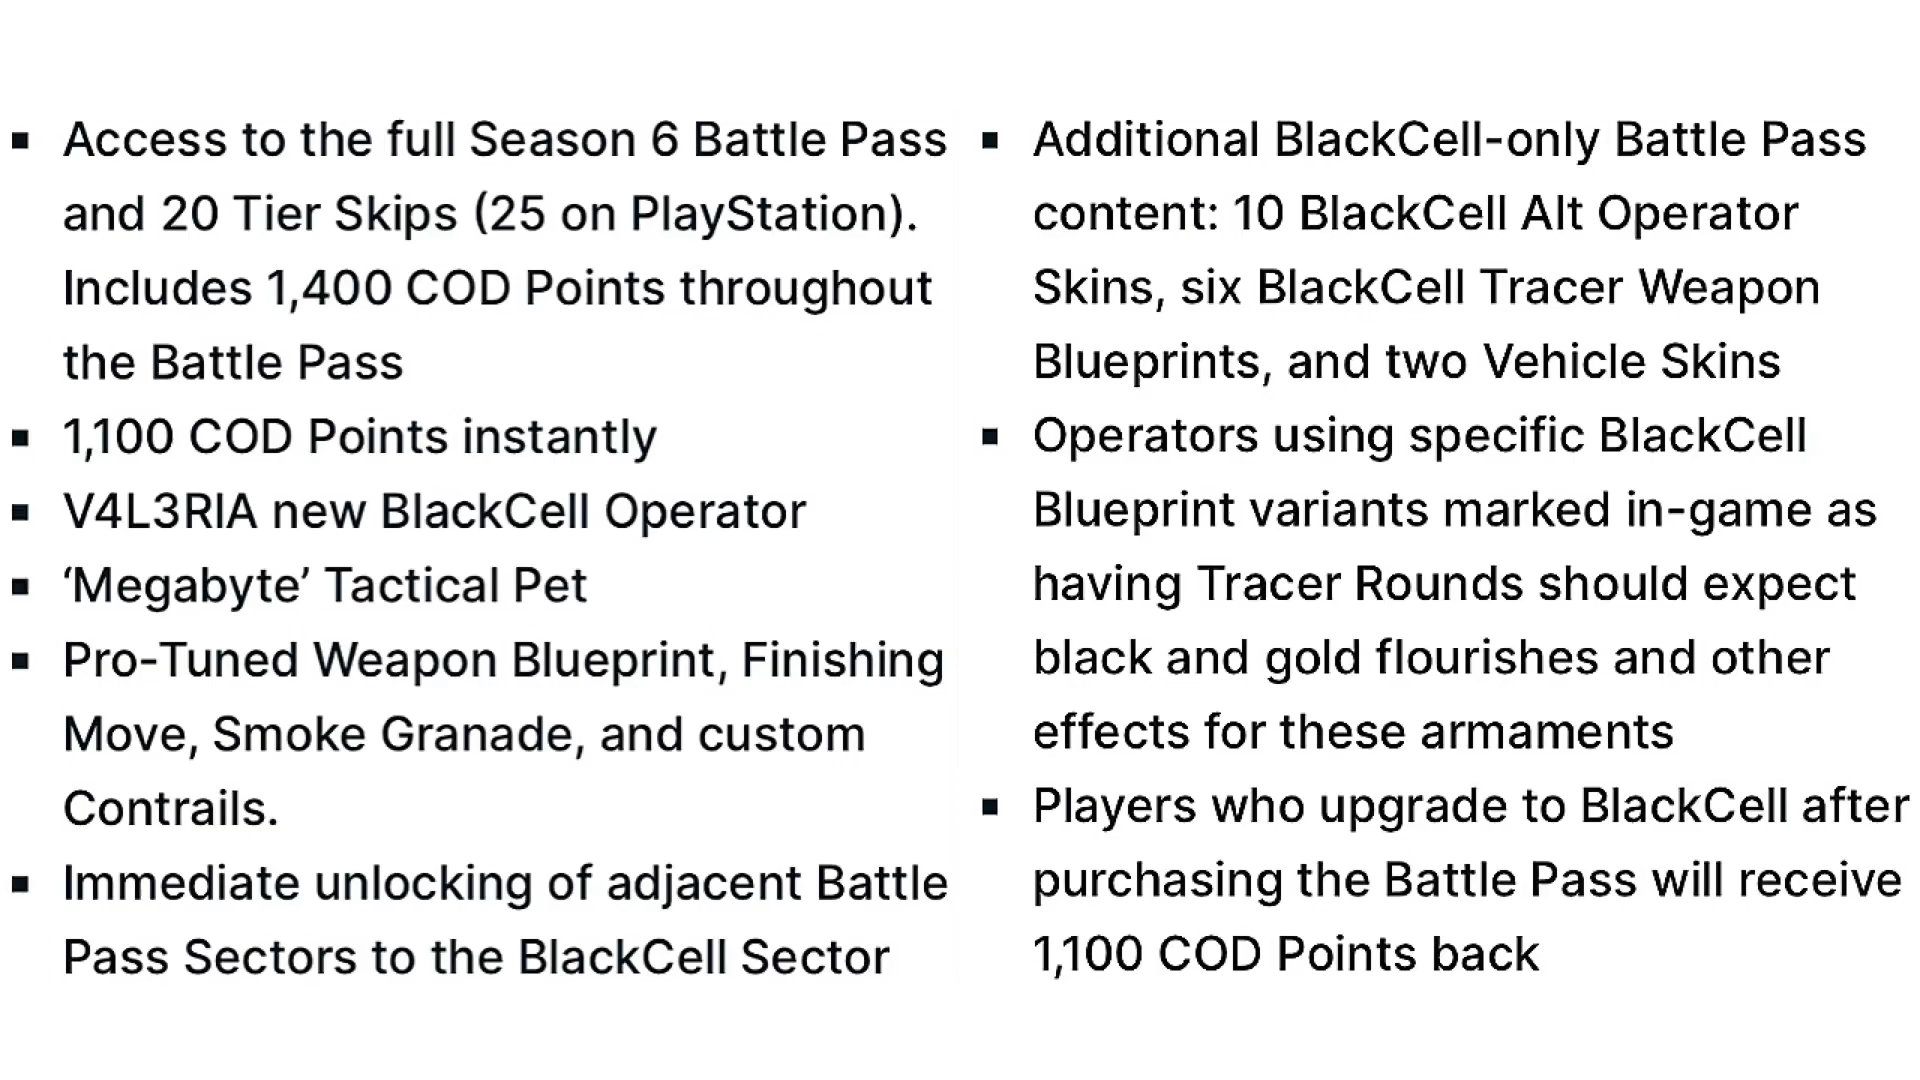 ▪ Access to the full Season 6 Battle Pass
and 20 Tier Skips (25 on PlayStation).
Includes 1,400 COD Points throughout
the Battle Pass
▪ 1,100 COD Points instantly
▪ V4L3RIA new BlackCell Operator
▪ ‘Megabyte’ Tactical Pet
▪ Pro-Tuned Weapon Blueprint, Finishing
Move, Smoke Granade, and custom
Contrails.
▪ Immediate unlocking of adjacent Battle
Pass Sectors to the BlackCell Sector
▪ Additional BlackCell-only Battle Pass
content: 10 BlackCell Alt Operator
Skins, six BlackCell Tracer Weapon
Blueprints, and two Vehicle Skins
▪ Operators using specific BlackCell
Blueprint variants marked in-game as
having Tracer Rounds should expect
black and gold flourishes and other
effects for these armaments
▪ Players who upgrade to BlackCell after
purchasing the Battle Pass will receive
1,100 COD Points back